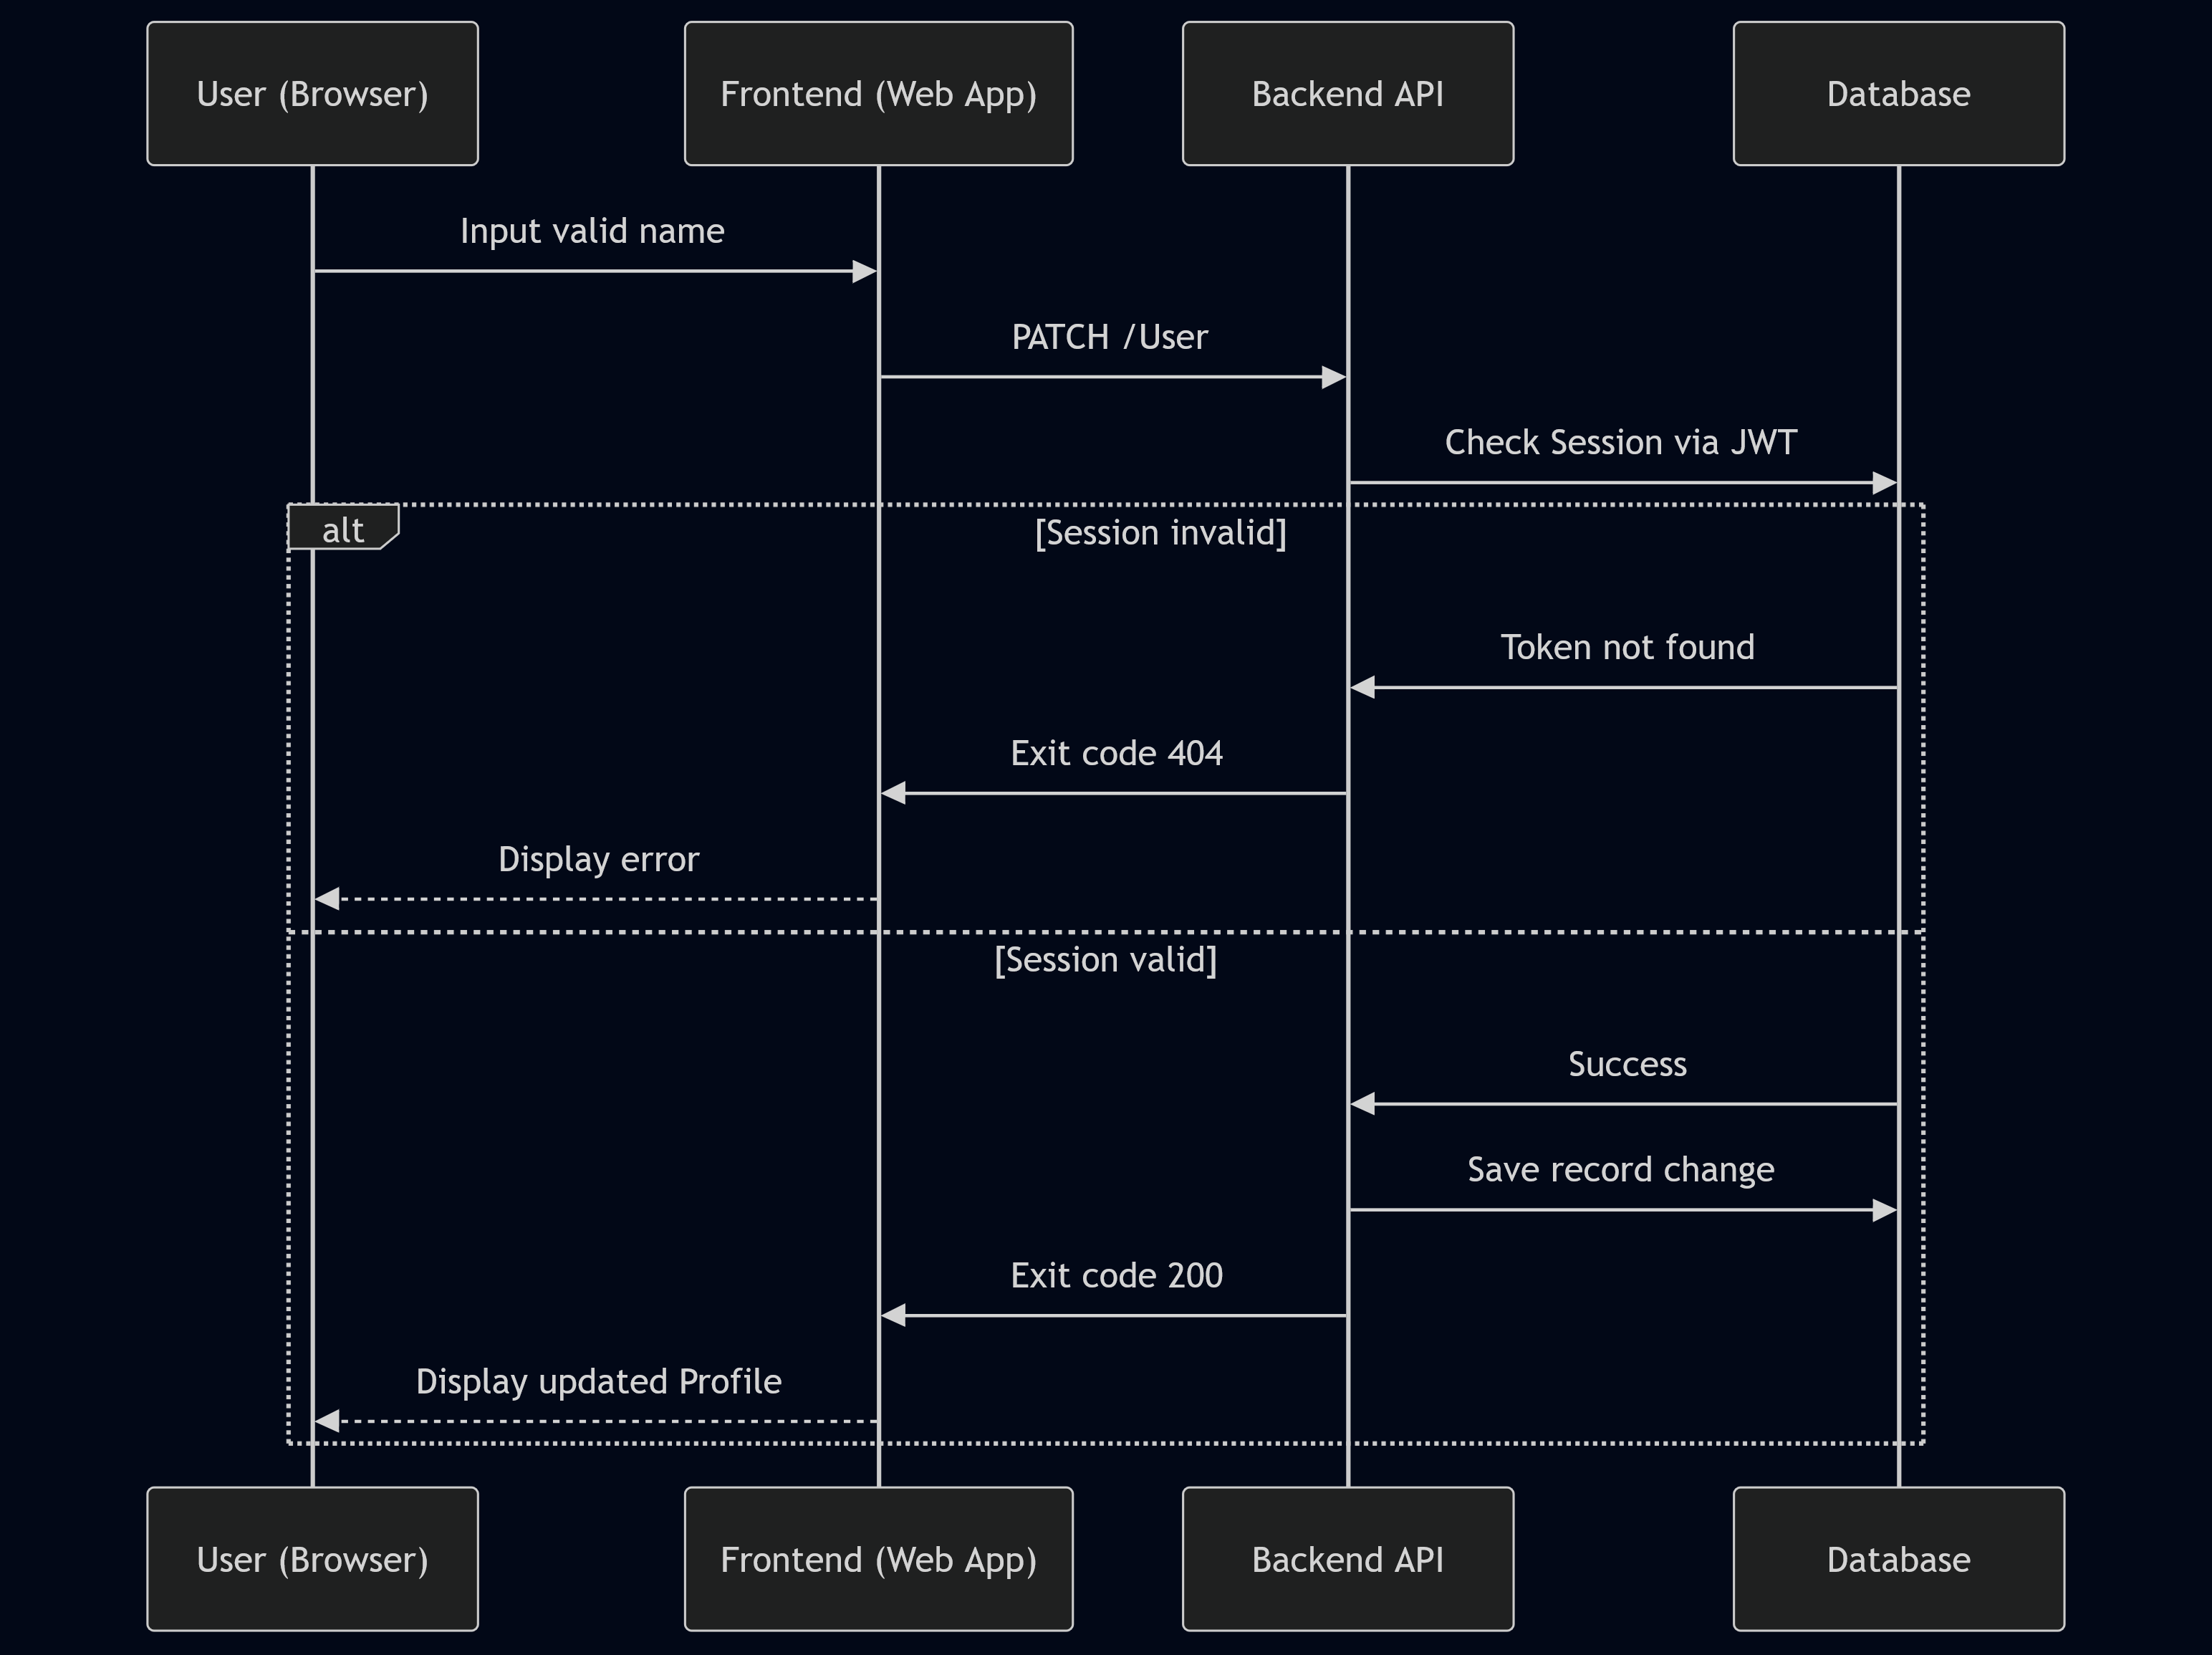 User (Browser)
Frontend (Web App)
Backend API
Database
Input valid name
PATCH /User
Check Session via JWT
alt
[Session invalid]
Token not found
Exit code 404
Display error
[Session valid]
Success
Save record change
Exit code 200
Display updated Profile
User (Browser)
Frontend (Web App)
Backend API
Database